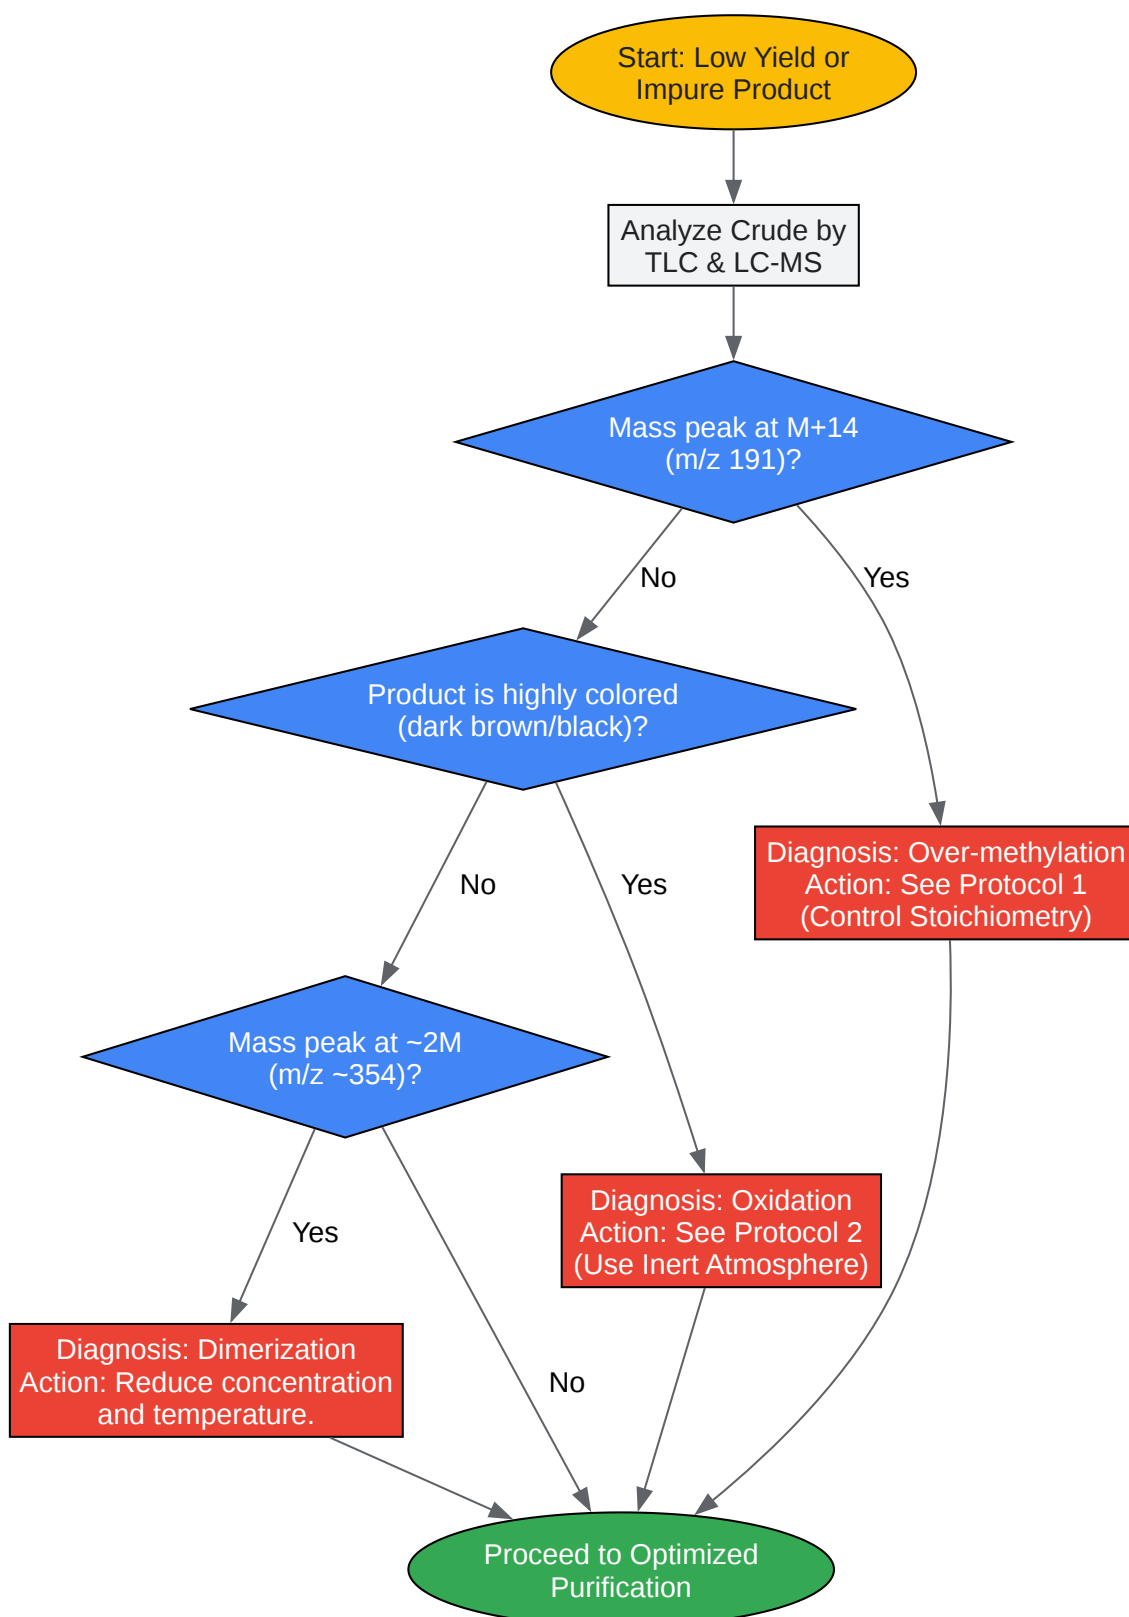 Start: Low Yield or
Impure Product
Analyze Crude by
TLC & LC-MS
Mass peak at M+14
(m/z 191)?
No
Yes
Product is highly colored
(dark brown/black)?
No
Yes
Diagnosis: Over-methylation
Action: See Protocol 1
(Control Stoichiometry)
Mass peak at ~2M
(m/z ~354)?
Yes
No
Diagnosis: Oxidation
Action: See Protocol 2
(Use Inert Atmosphere)
Diagnosis: Dimerization
Action: Reduce concentration
and temperature.
Proceed to Optimized
Purification